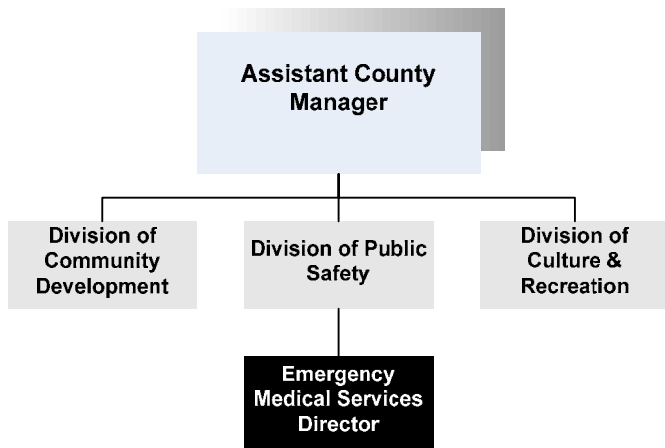 Assistant County
Manager
Division of
Community
Development
Division of Public
Safety
Division of
Culture &
Recreation
Emergency
Medical Services
Director